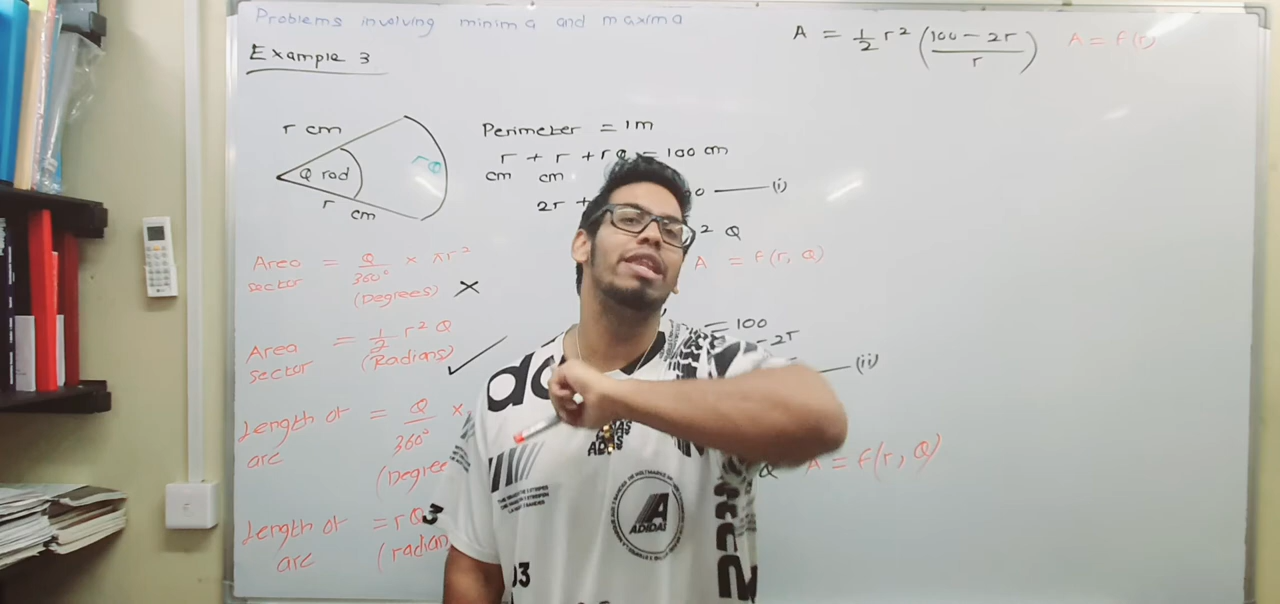 Problems involving minima and maxima
Example 3
r cm
Q rad
r cm
rQ
Perimeter = 1m
r + r + rQ = 100 cm
cm cm
2r +
(i)
2 Q
A = f(r, Q)
Area sector = Q/360° × πr²
(Degrees) ×
Area sector = 1/2 r² Q
(Radians) ✓
Length of arc = Q/360° ×
(Degree
Length of arc = rQ
(radian
= 100
- 2r
(ii)
Q A = f(r, Q)
A = 1/2 r² (100 - 2r / r) A = f(r)
ADIDAS
03